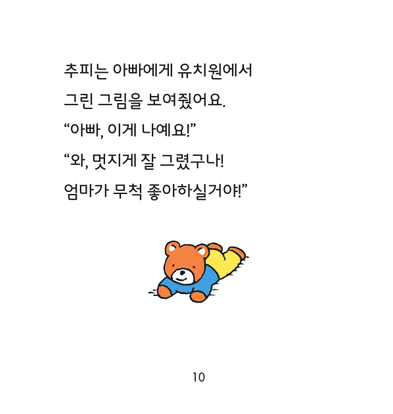 추피는 아빠에게 유치원에서
그린 그림을 보여줬어요.
“아빠, 이게 나예요!”
“와, 멋지게 잘 그렸구나!
엄마가 무척 좋아하실거야!”
10